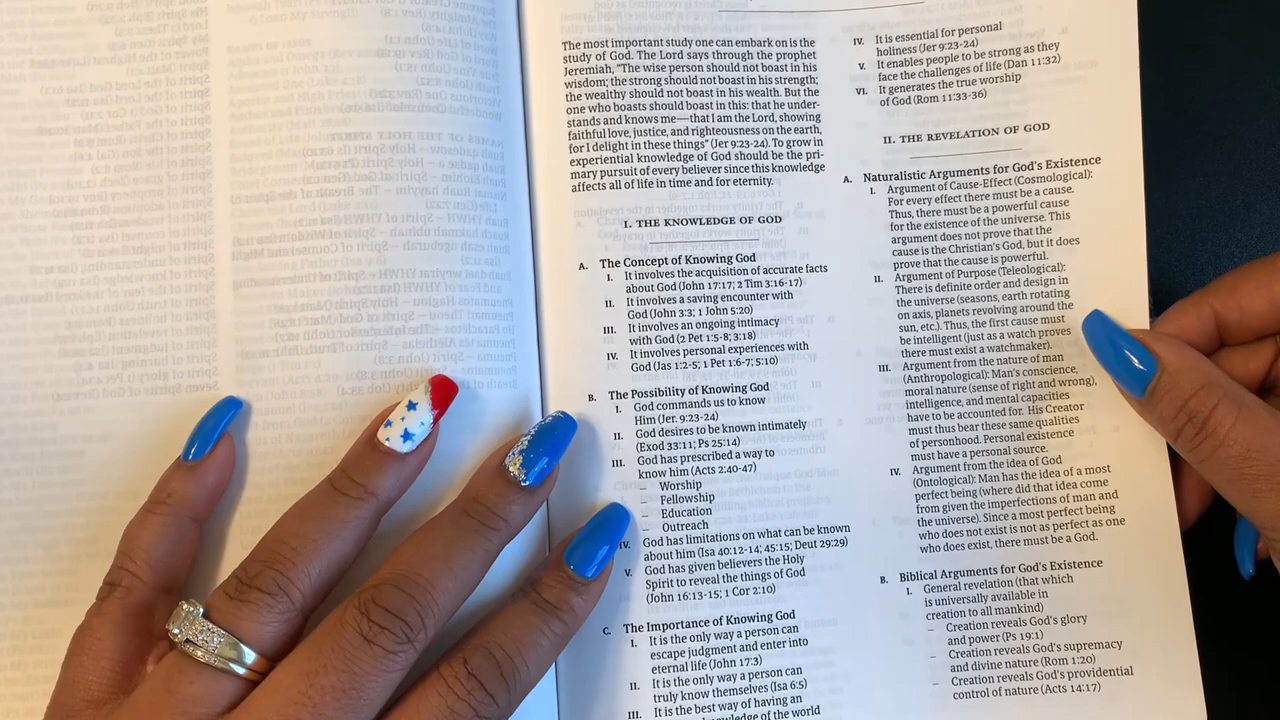 The most important study one can embark on is the
study of God. The Lord says through the prophet
Jeremiah, "The wise person should not boast in his
wisdom; the strong should not boast in his strength;
the wealthy should not boast in his wealth. But the
one who boasts should boast in this: that he under-
stands and knows me—that I am the Lord, showing
faithful love, justice, and righteousness on the earth,
for I delight in these things" (Jer 9:23-24). To grow in
experiential knowledge of God should be the pri-
mary pursuit of every believer since this knowledge
affects all of life in time and for eternity.
I. THE KNOWLEDGE OF GOD
A. The Concept of Knowing God
I. It involves the acquisition of accurate facts
about God (John 17:17; 2 Tim 3:16-17)
II. It involves a saving encounter with
God (John 3:3; 1 John 5:20)
III. It involves an ongoing intimacy
with God (2 Pet 1:5-8; 3:18)
IV. It involves personal experiences with
God (Jas 1:2-5; 1 Pet 1:6-7; 5:10)
B. The Possibility of Knowing God
I. God commands us to know
Him (Jer 9:23-24)
II. God desires to be known intimately
(Exod 33:11; Ps 25:14)
III. God has prescribed a way to
know him (Acts 2:40-47)
– Worship
– Fellowship
– Education
– Outreach
IV. God has limitations on what can be known
about him (Isa 40:12-14; 45:15; Deut 29:29)
V. God has given believers the Holy
Spirit to reveal the things of God
(John 16:13-15; 1 Cor 2:10)
C. The Importance of Knowing God
I. It is the only way a person can
escape judgment and enter into
eternal life (John 17:3)
II. It is the only way a person can
truly know themselves (Isa 6:5)
III. It is the best way of having an
knowledge of the world
IV. It is essential for personal
holiness (Jer 9:23-24)
V. It enables people to be strong as they
face the challenges of life (Dan 11:32)
VI. It generates the true worship
of God (Rom 11:33-36)
II. THE REVELATION OF GOD
A. Naturalistic Arguments for God's Existence
I. Argument of Cause-Effect (Cosmological):
For every effect there must be a cause.
Thus, there must be a powerful cause
for the existence of the universe. This
argument does not prove that the
cause is the Christian's God, but it does
prove that the cause is powerful.
II. Argument of Purpose (Teleological):
There is definite order and design in
the universe (seasons, earth rotating
on axis, planets revolving around the
sun, etc.). Thus, the first cause must
be intelligent (just as a watch proves
there must exist a watchmaker).
III. Argument from the nature of man
(Anthropological): Man's conscience,
moral nature (sense of right and wrong),
intelligence, and mental capacities
have to be accounted for. His Creator
must thus bear these same qualities
of personhood. Personal existence
must have a personal source.
IV. Argument from the idea of God
(Ontological): Man has the idea of a most
perfect being (where did that idea come
from given the imperfections of man and
the universe). Since a most perfect being
who does not exist is not as perfect as one
who does exist, there must be a God.
B. Biblical Arguments for God's Existence
I. General revelation (that which
is universally available in
creation to all mankind)
– Creation reveals God's glory
and power (Ps 19:1)
– Creation reveals God's supremacy
and divine nature (Rom 1:20)
– Creation reveals God's providential
control of nature (Acts 14:17)